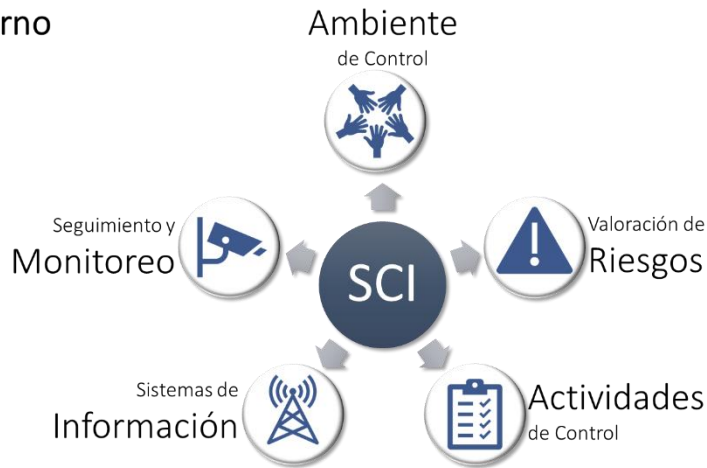 rno
Ambiente
de Control
Seguimiento y
Monitoreo
Valoración de
Riesgos
SCI
Sistemas de
Información
Actividades
de Control